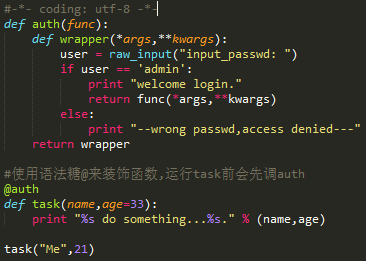 #-*- coding: utf-8 -*-
def auth(func):
    def wrapper(*args,**kwargs):
        user = raw_input("input_passwd: ")
        if user == 'admin':
            print "welcome login."
            return func(*args,**kwargs)
        else:
            print "--wrong passwd,access denied---"
    return wrapper

#使用语法糖@来装饰函数,运行task前会先调auth
@auth
def task(name,age=33):
    print "%s do something...%s." % (name,age)

task("Me",21)